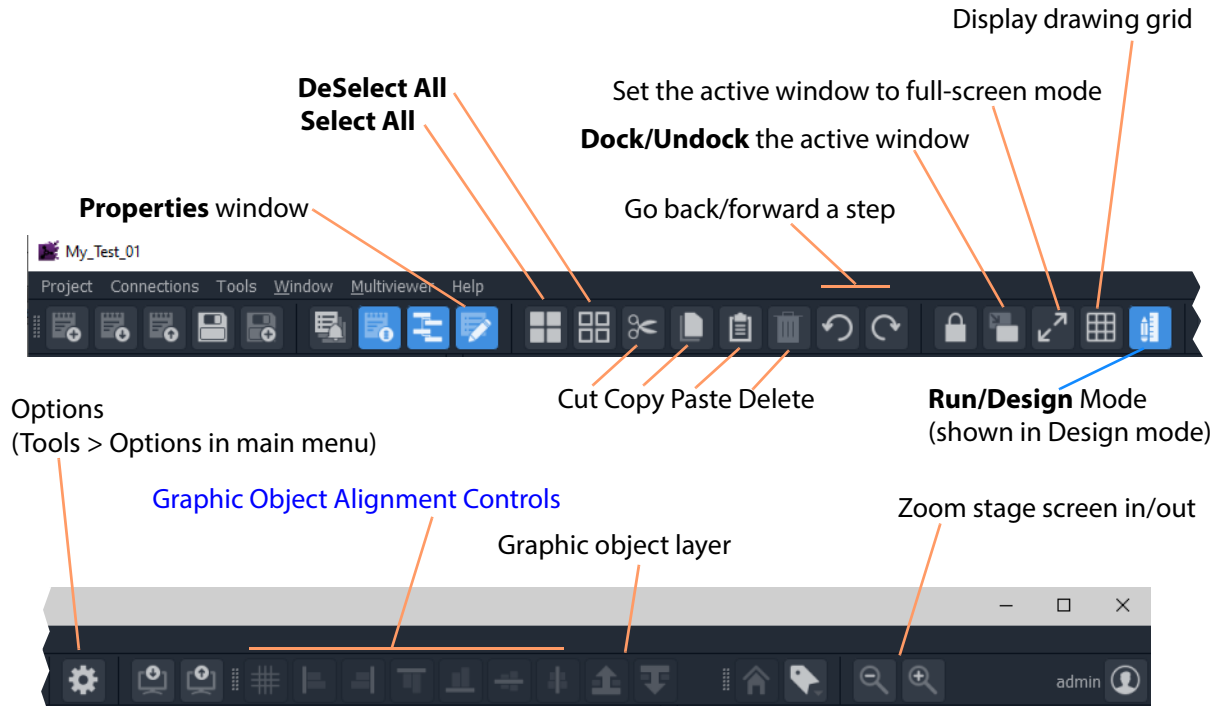 Display drawing grid
DeSelect All
Set the active window to full-screen mode
Select All
Dock/Undock the active window
Properties window
Go back/forward a step
My_Test_01
Project Connections Tools Window Multiviewer Help
Cut Copy Paste Delete
Run/Design Mode
(shown in Design mode)
Options
(Tools > Options in main menu)
Graphic Object Alignment Controls
Zoom stage screen in/out
Graphic object layer
admin